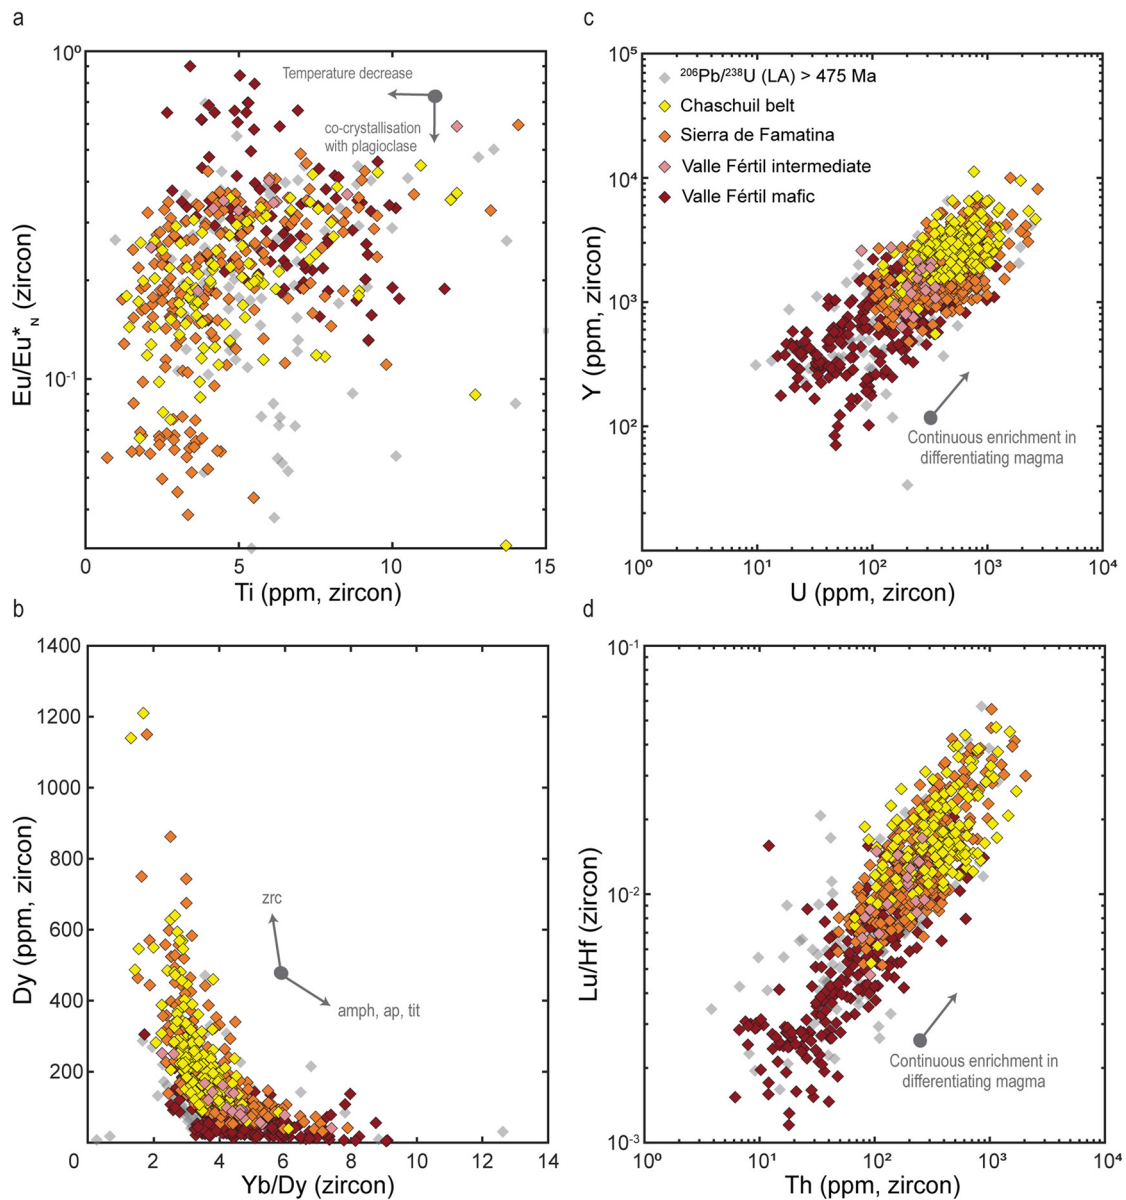 a
10⁰
10⁻¹
Eu/Eu*N (zircon)
Temperature decrease
co-crystallisation
with plagioclase
0
5
10
15
Ti (ppm, zircon)
c
10⁵
10⁴
10³
10²
Y (ppm, zircon)
²⁰⁶Pb/²³⁸U (LA) > 475 Ma
Chaschuil belt
Sierra de Famatina
Valle Fértil intermediate
Valle Fértil mafic
Continuous enrichment in
differentiating magma
10⁰
10¹
10²
10³
10⁴
U (ppm, zircon)
b
1400
1200
1000
800
600
400
200
Dy (ppm, zircon)
zrc
amph, ap, tit
0
2
4
6
8
10
12
14
Yb/Dy (zircon)
d
10⁻¹
10⁻²
10⁻³
Lu/Hf (zircon)
Continuous enrichment in
differentiating magma
10⁰
10¹
10²
10³
10⁴
Th (ppm, zircon)